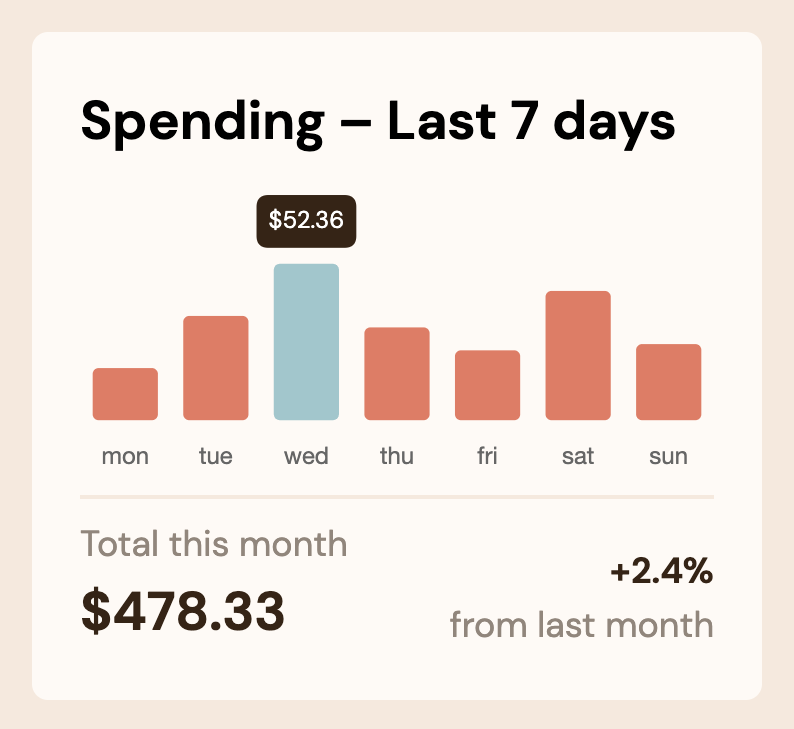 Spending – Last 7 days
$52.36
mon tue wed thu fri sat sun
Total this month
$478.33
+2.4%
from last month